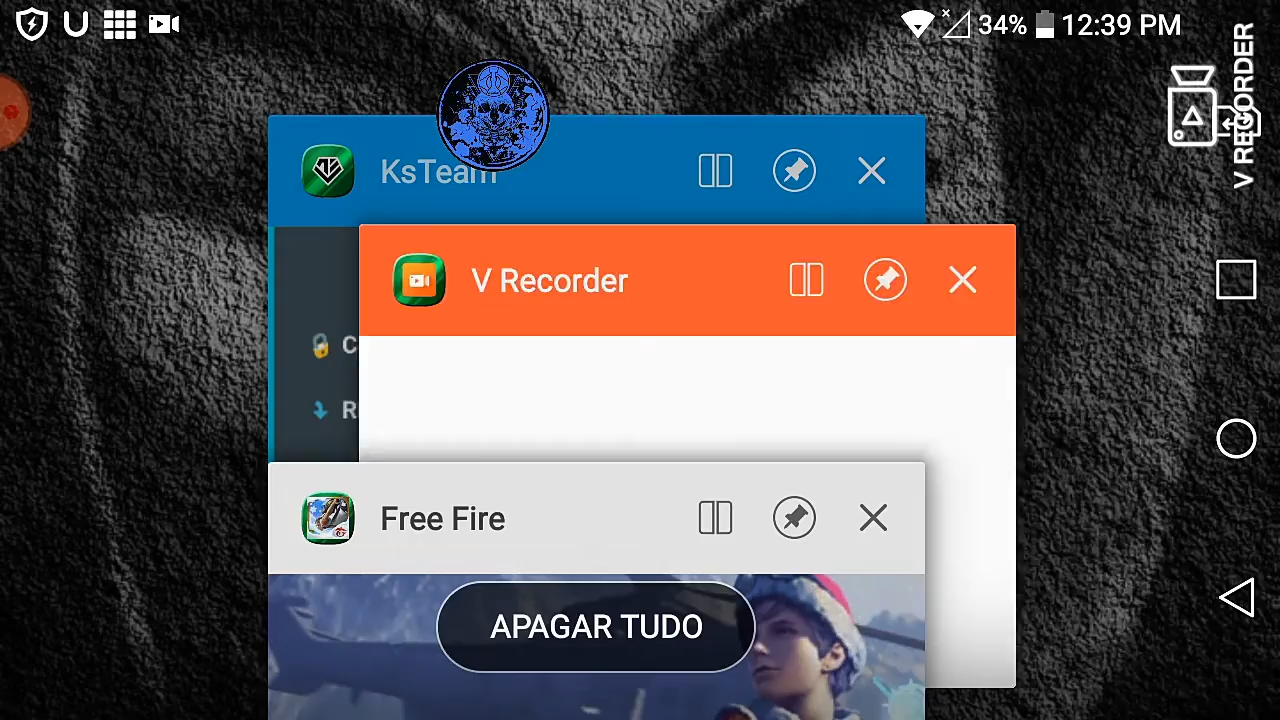 34% 12:39 PM
V RECORDER
KsTeam
V Recorder
C
R
Free Fire
APAGAR TUDO